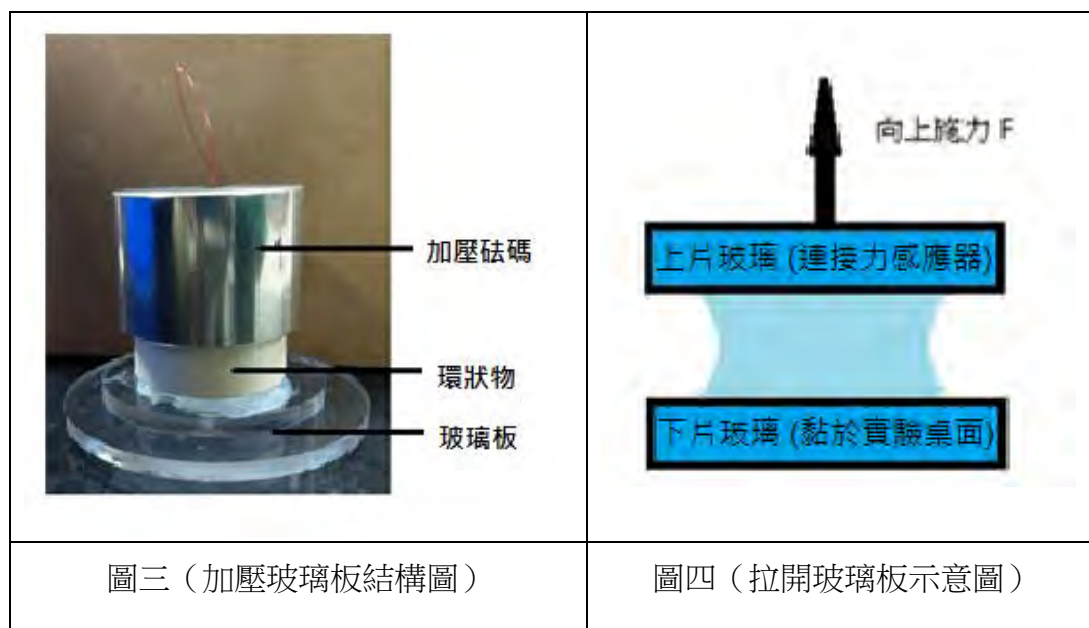 加壓砝碼
環狀物
玻璃板
向上施力 F
上片玻璃 (連接力感應器)
下片玻璃 (黏於實驗桌面)
圖三（加壓玻璃板結構圖）
圖四（拉開玻璃板示意圖）